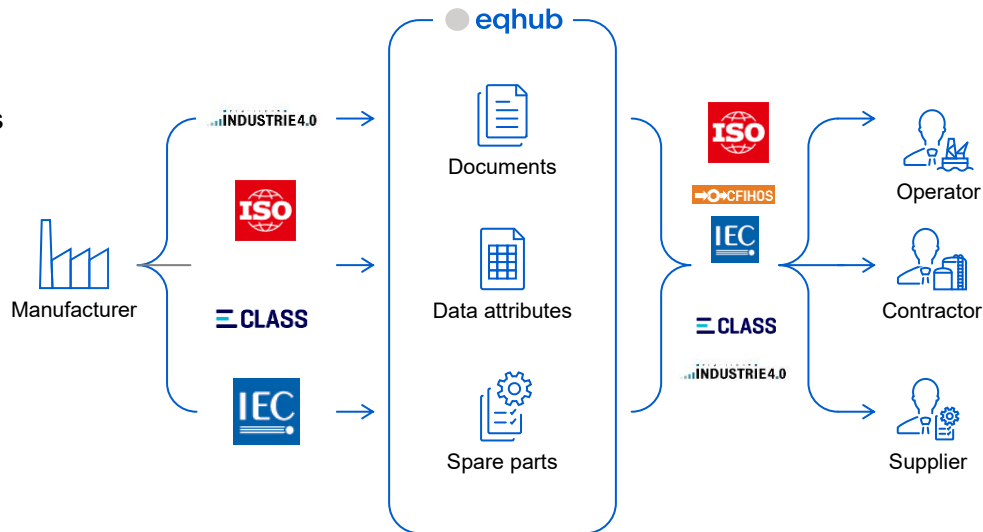 eqhub
s
INDUSTRIE4.0
ISO
Manufacturer
ECLASS
IEC
Documents
Data attributes
Spare parts
ISO
CFIHOS
IEC
ECLASS
INDUSTRIE4.0
Operator
Contractor
Supplier